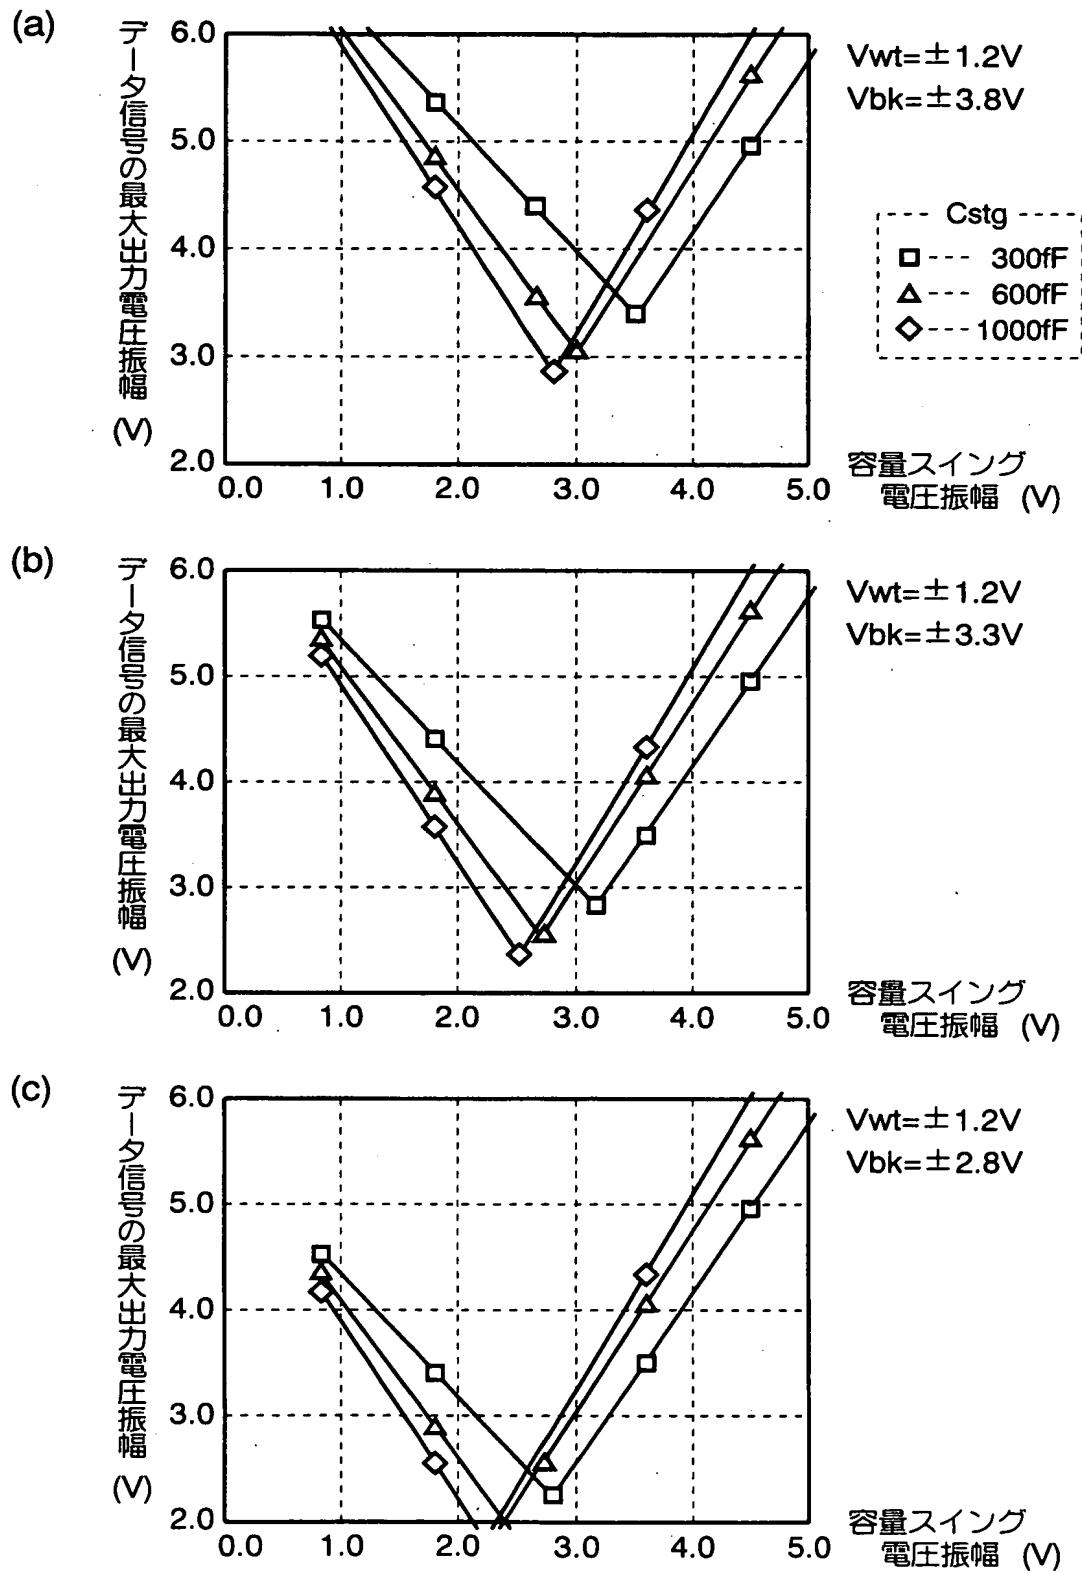 (a)
データ信号の最大出力電圧振幅
(V)
6.0
5.0
4.0
3.0
2.0
0.0 1.0 2.0 3.0 4.0 5.0
容量スイング
電圧振幅 (V)
Vwt=±1.2V
Vbk=±3.8V
Cstg
300fF
600fF
1000fF
(b)
データ信号の最大出力電圧振幅
(V)
6.0
5.0
4.0
3.0
2.0
0.0 1.0 2.0 3.0 4.0 5.0
容量スイング
電圧振幅 (V)
Vwt=±1.2V
Vbk=±3.3V
(c)
データ信号の最大出力電圧振幅
(V)
6.0
5.0
4.0
3.0
2.0
0.0 1.0 2.0 3.0 4.0 5.0
容量スイング
電圧振幅 (V)
Vwt=±1.2V
Vbk=±2.8V